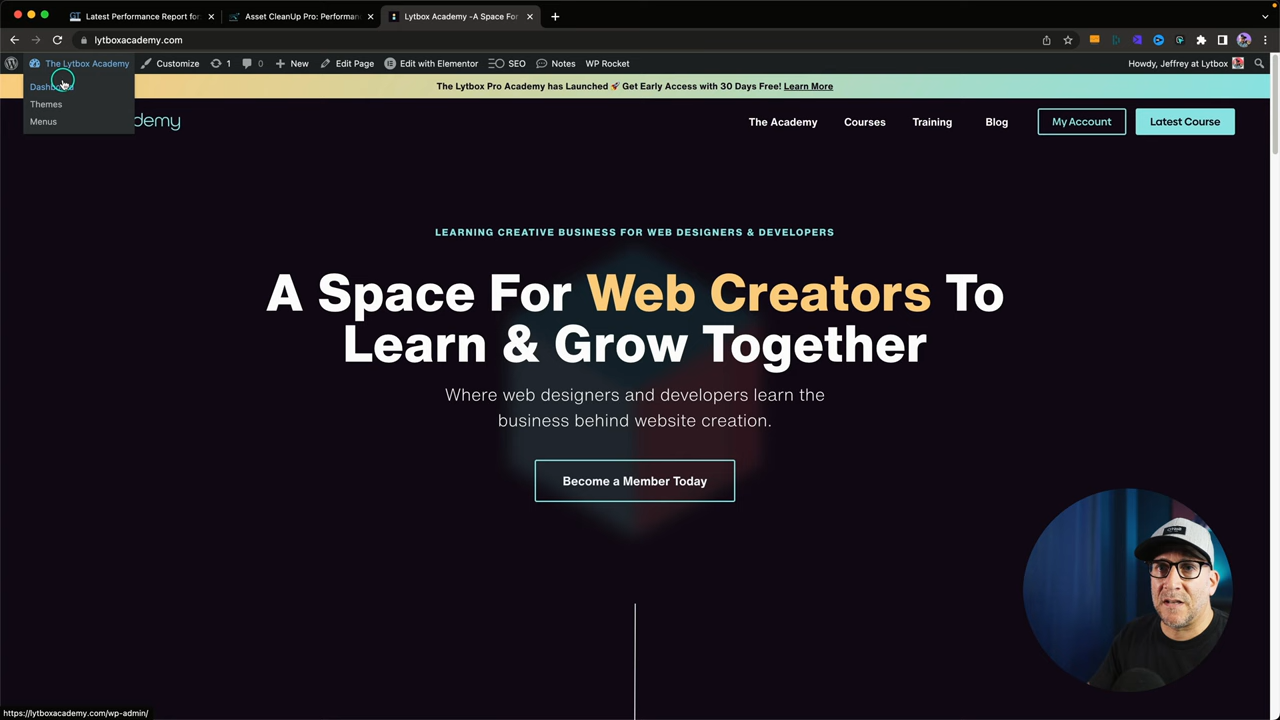 Latest Performance Report for:
Asset CleanUp Pro: Performan
Lytbox Academy -A Space For
lytboxacademy.com
The Lytbox Academy
Customize
1
0
New
Edit Page
Edit with Elementor
SEO
Notes
WP Rocket
Howdy, Jeffrey at Lytbox
Themes
Menus
The Lytbox Pro Academy has Launched 🚀 Get Early Access with 30 Days Free! Learn More
The Academy
Courses
Training
Blog
My Account
Latest Course
LEARNING CREATIVE BUSINESS FOR WEB DESIGNERS & DEVELOPERS
A Space For Web Creators To
Learn & Grow Together
Where web designers and developers learn the
business behind website creation.
Become a Member Today
https://lytboxacademy.com/wp-admin/